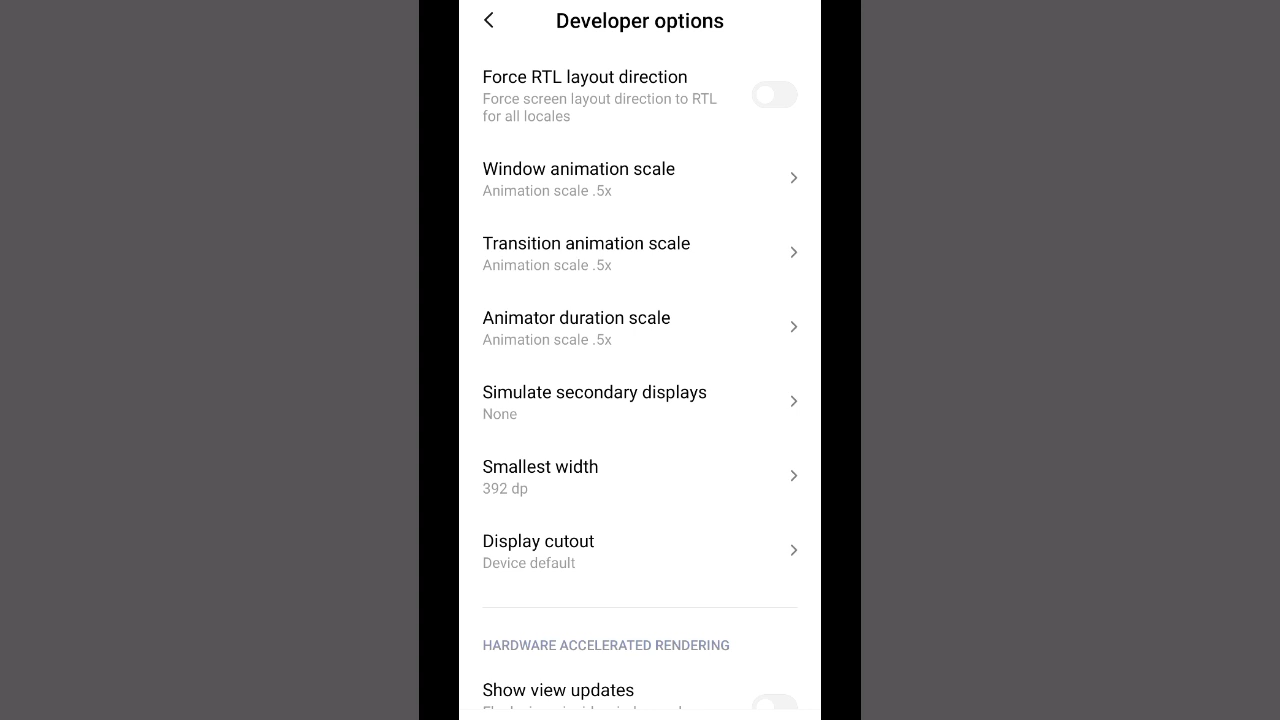 Developer options
Force RTL layout direction
Force screen layout direction to RTL
for all locales
Window animation scale
Animation scale .5x
Transition animation scale
Animation scale .5x
Animator duration scale
Animation scale .5x
Simulate secondary displays
None
Smallest width
392 dp
Display cutout
Device default
HARDWARE ACCELERATED RENDERING
Show view updates